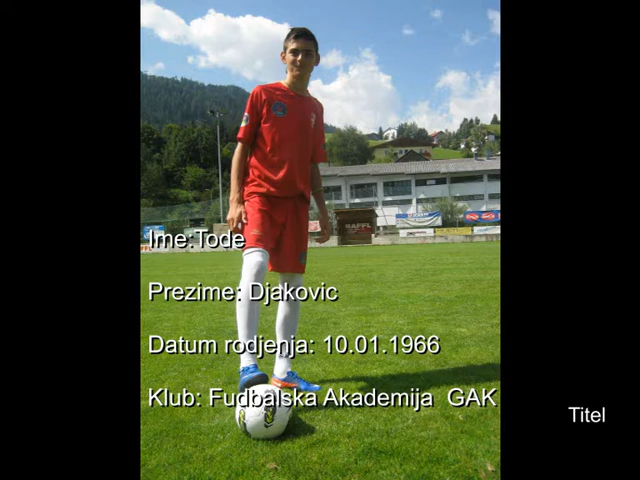 Ime:Tode
Prezime: Djakovic
Datum rodjenja: 10.01.1966
Klub: Fudbalska Akademija  GAK
Titel